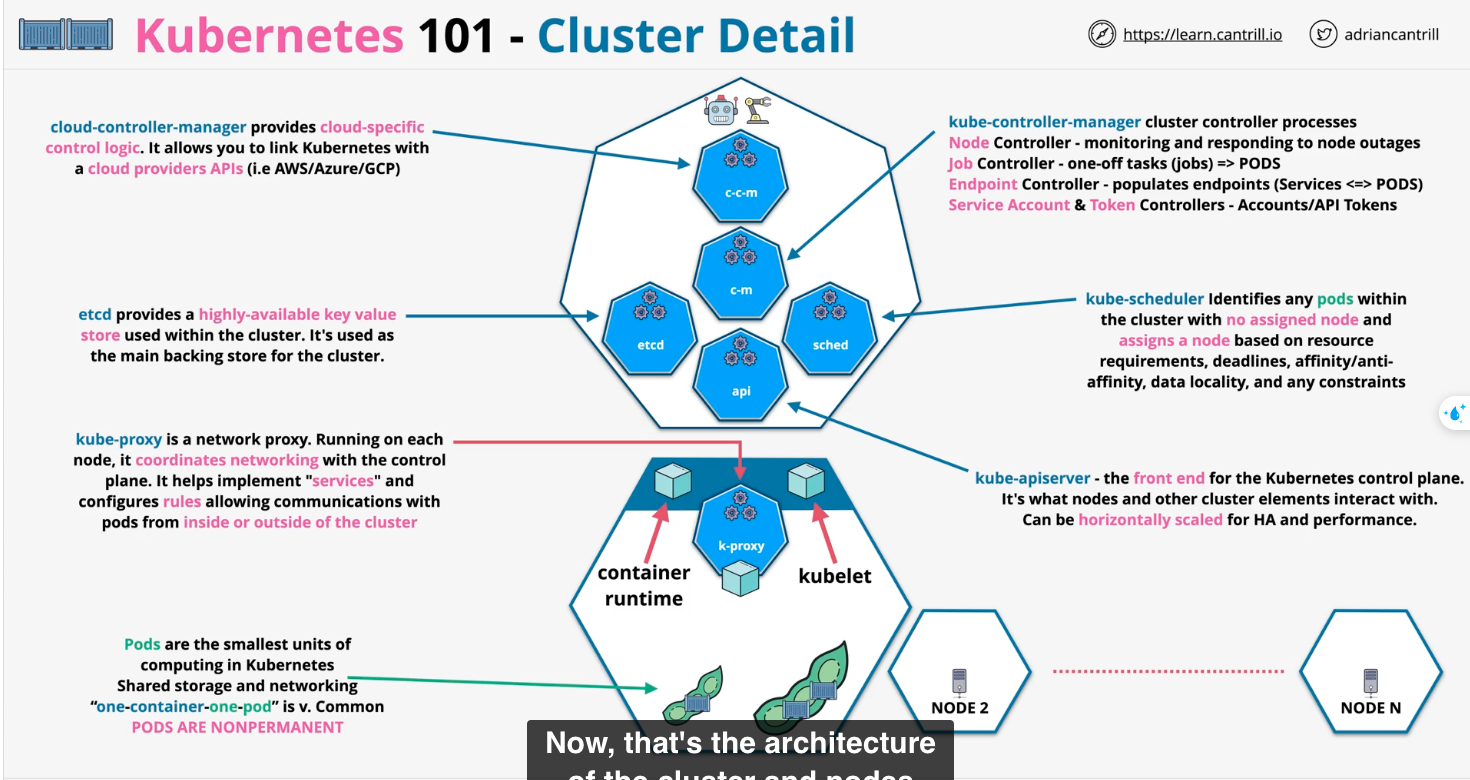 Kubernetes 101 - Cluster Detail
https://learn.cantrill.io
adriancantrill
cloud-controller-manager provides cloud-specific
control logic. It allows you to link Kubernetes with
a cloud providers APIs (i.e AWS/Azure/GCP)
kube-controller-manager cluster controller processes
Node Controller - monitoring and responding to node outages
Job Controller - one-off tasks (jobs) => PODS
Endpoint Controller - populates endpoints (Services <=> PODS)
Service Account & Token Controllers - Accounts/API Tokens
c-c-m
c-m
etcd
sched
api
etcd provides a highly-available key value
store used within the cluster. It's used as
the main backing store for the cluster.
kube-scheduler Identifies any pods within
the cluster with no assigned node and
assigns a node based on resource
requirements, deadlines, affinity/anti-
affinity, data locality, and any constraints
kube-proxy is a network proxy. Running on each
node, it coordinates networking with the control
plane. It helps implement "services" and
configures rules allowing communications with
pods from inside or outside of the cluster
kube-apiserver - the front end for the Kubernetes control plane.
It's what nodes and other cluster elements interact with.
Can be horizontally scaled for HA and performance.
k-proxy
container
runtime
kubelet
Pods are the smallest units of
computing in Kubernetes
Shared storage and networking
“one-container-one-pod” is v. Common
PODS ARE NONPERMANENT
NODE 2
NODE N
Now, that's the architecture
of the cluster and nodes